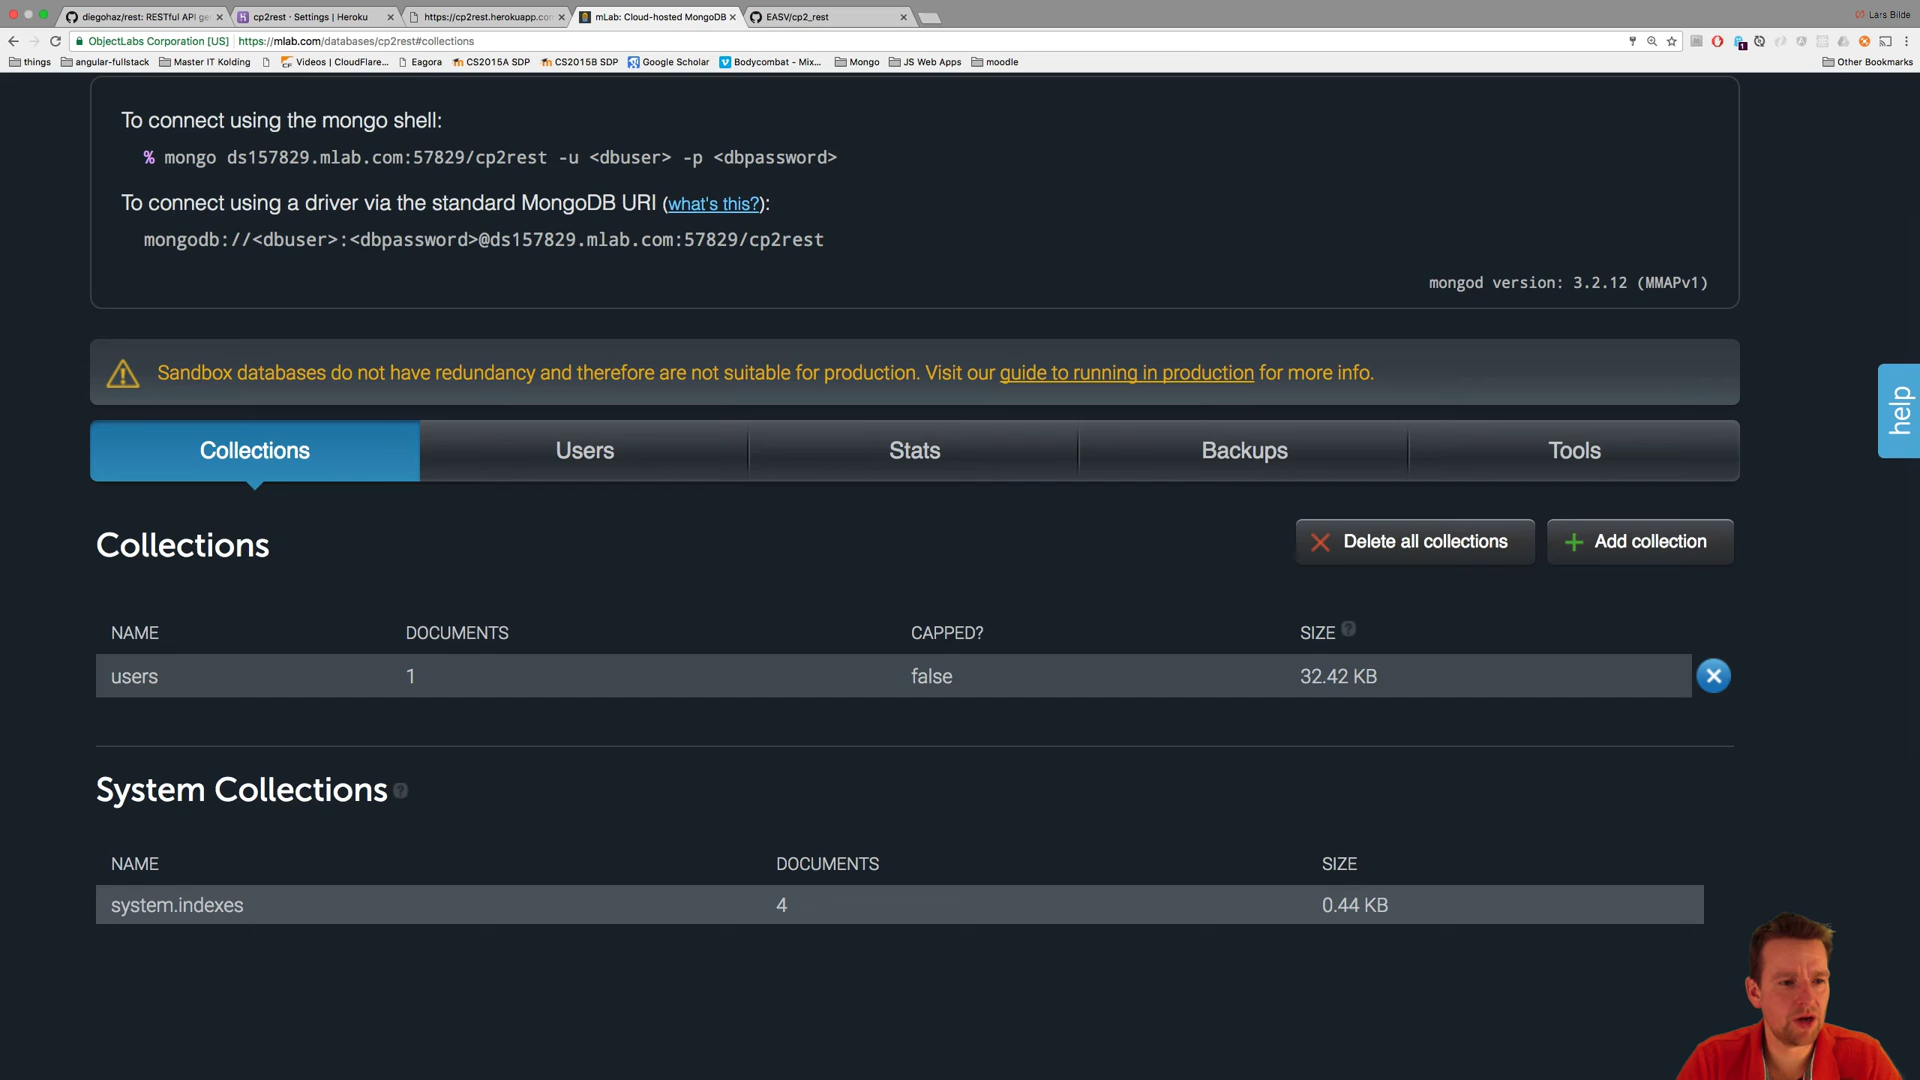 diegohaz/rest: RESTful API ge
cp2rest · Settings | Heroku
https://cp2rest.herokuapp.com
mLab: Cloud-hosted MongoDB
EASV/cp2_rest
Lars Bilde
ObjectLabs Corporation [US]
https://mlab.com/databases/cp2rest#collections
things
angular-fullstack
Master IT Kolding
Videos | CloudFlare...
Eagora
CS2015A SDP
CS2015B SDP
Google Scholar
Bodycombat - Mix...
Mongo
JS Web Apps
moodle
Other Bookmarks
To connect using the mongo shell:
% mongo ds157829.mlab.com:57829/cp2rest -u <dbuser> -p <dbpassword>
To connect using a driver via the standard MongoDB URI (what's this?):
mongodb://<dbuser>:<dbpassword>@ds157829.mlab.com:57829/cp2rest
mongod version: 3.2.12 (MMAPv1)
Sandbox databases do not have redundancy and therefore are not suitable for production. Visit our guide to running in production for more info.
help
Collections
Users
Stats
Backups
Tools
Collections
Delete all collections
Add collection
NAME DOCUMENTS CAPPED? SIZE ?
users 1 false 32.42 KB
System Collections ?
NAME DOCUMENTS SIZE
system.indexes 4 0.44 KB